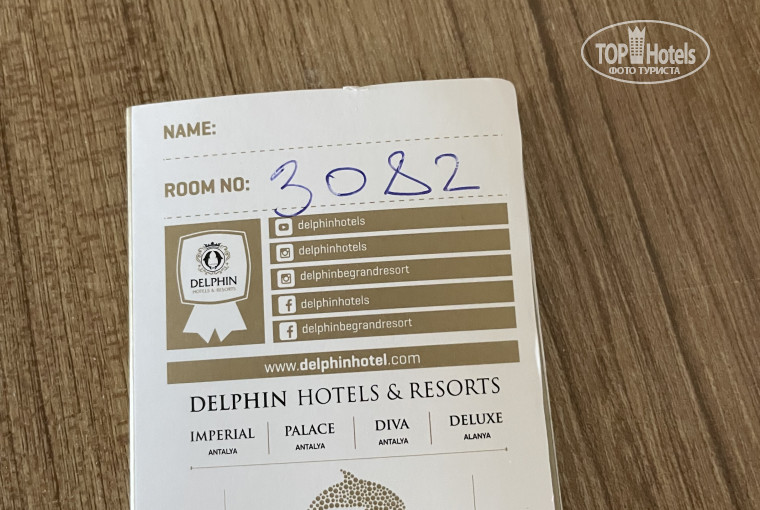 TOP Hotels
ФОТО ТУРИСТА
NAME:
ROOM NO: 3082
delphinhotels
delphinhotels
delphinbegrandresort
delphinhotels
delphinbegrandresort
DELPHIN
HOTELS & RESORTS
www.delphinhotel.com
DELPHIN HOTELS & RESORTS
IMPERIAL PALACE DIVA DELUXE
ANTALYA ANTALYA ANTALYA ALANYA